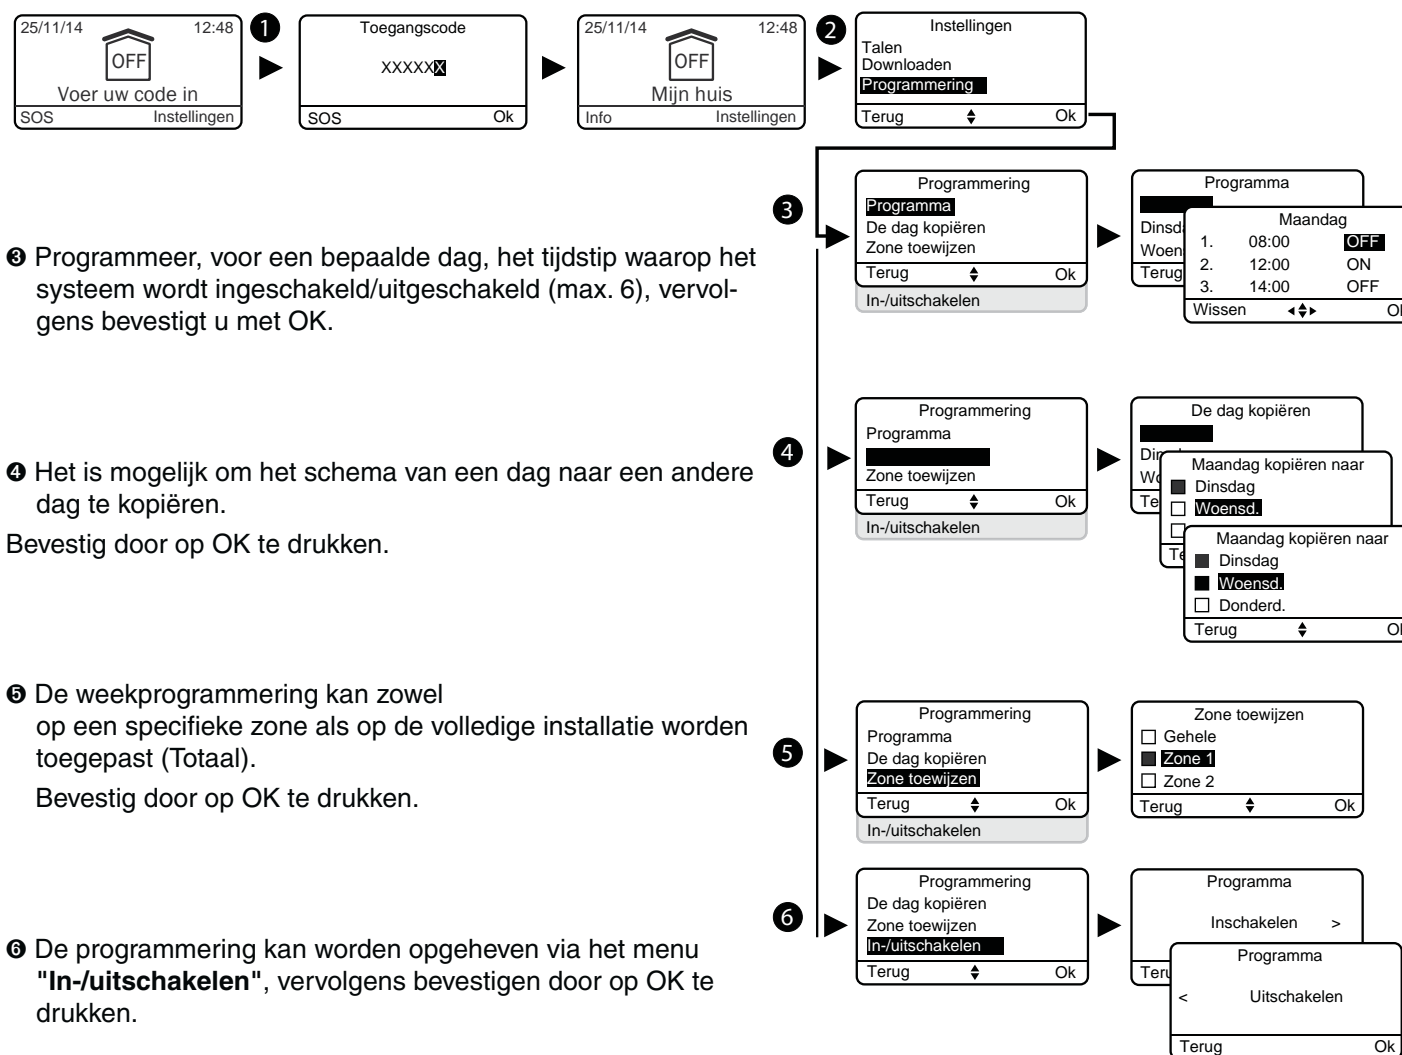 25/11/14 12:48
OFF
Voer uw code in
SOS Instellingen
❶
Toegangscode
XXXXXX
SOS Ok
25/11/14 12:48
OFF
Mijn huis
Info Instellingen
❷
Instellingen
Talen
Downloaden
Programmering
Terug Ok
❸ Programmeer, voor een bepaalde dag, het tijdstip waarop het
systeem wordt ingeschakeld/uitgeschakeld (max. 6), vervol-
gens bevestigt u met OK.
❸
Programmering
Programma
De dag kopiëren
Zone toewijzen
Terug Ok
In-/uitschakelen
Programma
Dinsd
Woen
Terug
Maandag
1. 08:00 OFF
2. 12:00 ON
3. 14:00 OFF
Wissen
❹ Het is mogelijk om het schema van een dag naar een andere
dag te kopiëren.
Bevestig door op OK te drukken.
❹
Programmering
Programma
Zone toewijzen
Terug Ok
In-/uitschakelen
De dag kopiëren
Maandag kopiëren naar
Dinsdag
Woensd.
Maandag kopiëren naar
Dinsdag
Woensd.
Donderd.
Terug
❺ De weekprogrammering kan zowel
op een specifieke zone als op de volledige installatie worden
toegepast (Totaal).
Bevestig door op OK te drukken.
❺
Programmering
Programma
De dag kopiëren
Zone toewijzen
Terug Ok
In-/uitschakelen
Zone toewijzen
Gehele
Zone 1
Zone 2
Terug Ok
❻ De programmering kan worden opgeheven via het menu
"In-/uitschakelen", vervolgens bevestigen door op OK te
drukken.
❻
Programmering
De dag kopiëren
Zone toewijzen
In-/uitschakelen
Terug Ok
Programma
Inschakelen >
Programma
< Uitschakelen
Terug Ok